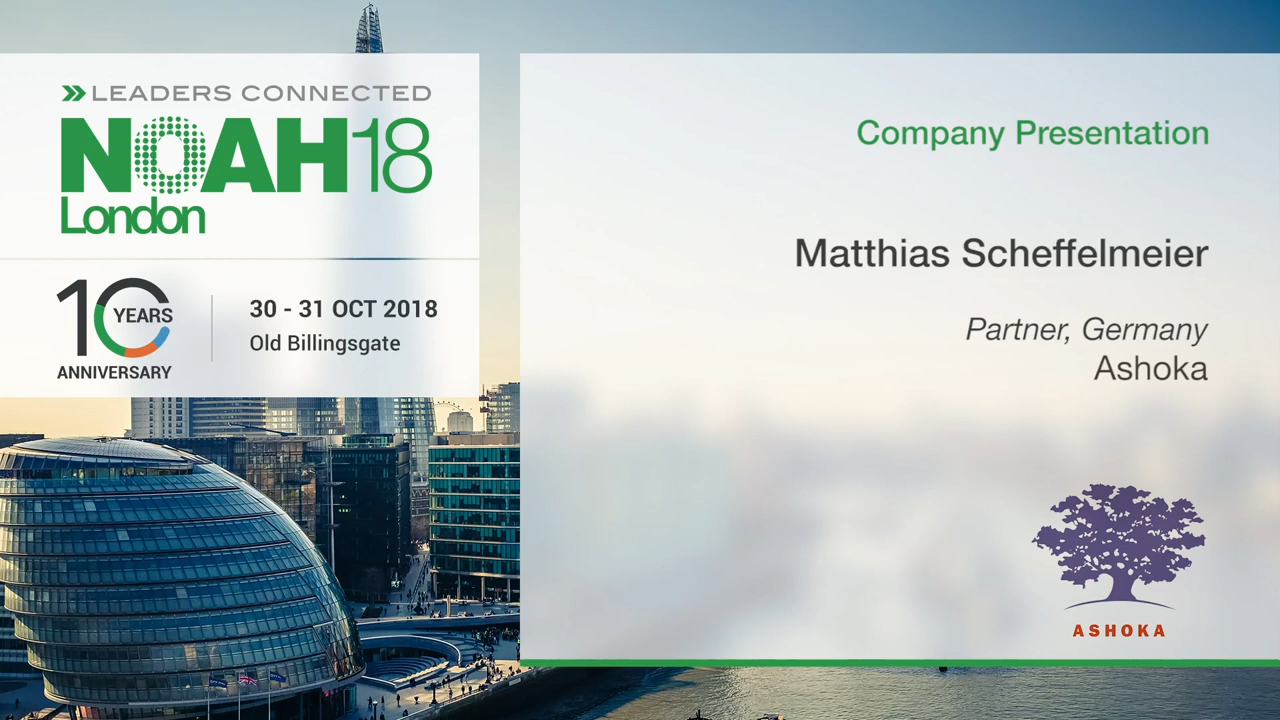 LEADERS CONNECTED
NOAH18
London
10 YEARS
ANNIVERSARY
30 - 31 OCT 2018
Old Billingsgate
Company Presentation
Matthias Scheffelmeier
Partner, Germany
Ashoka
ASHOKA